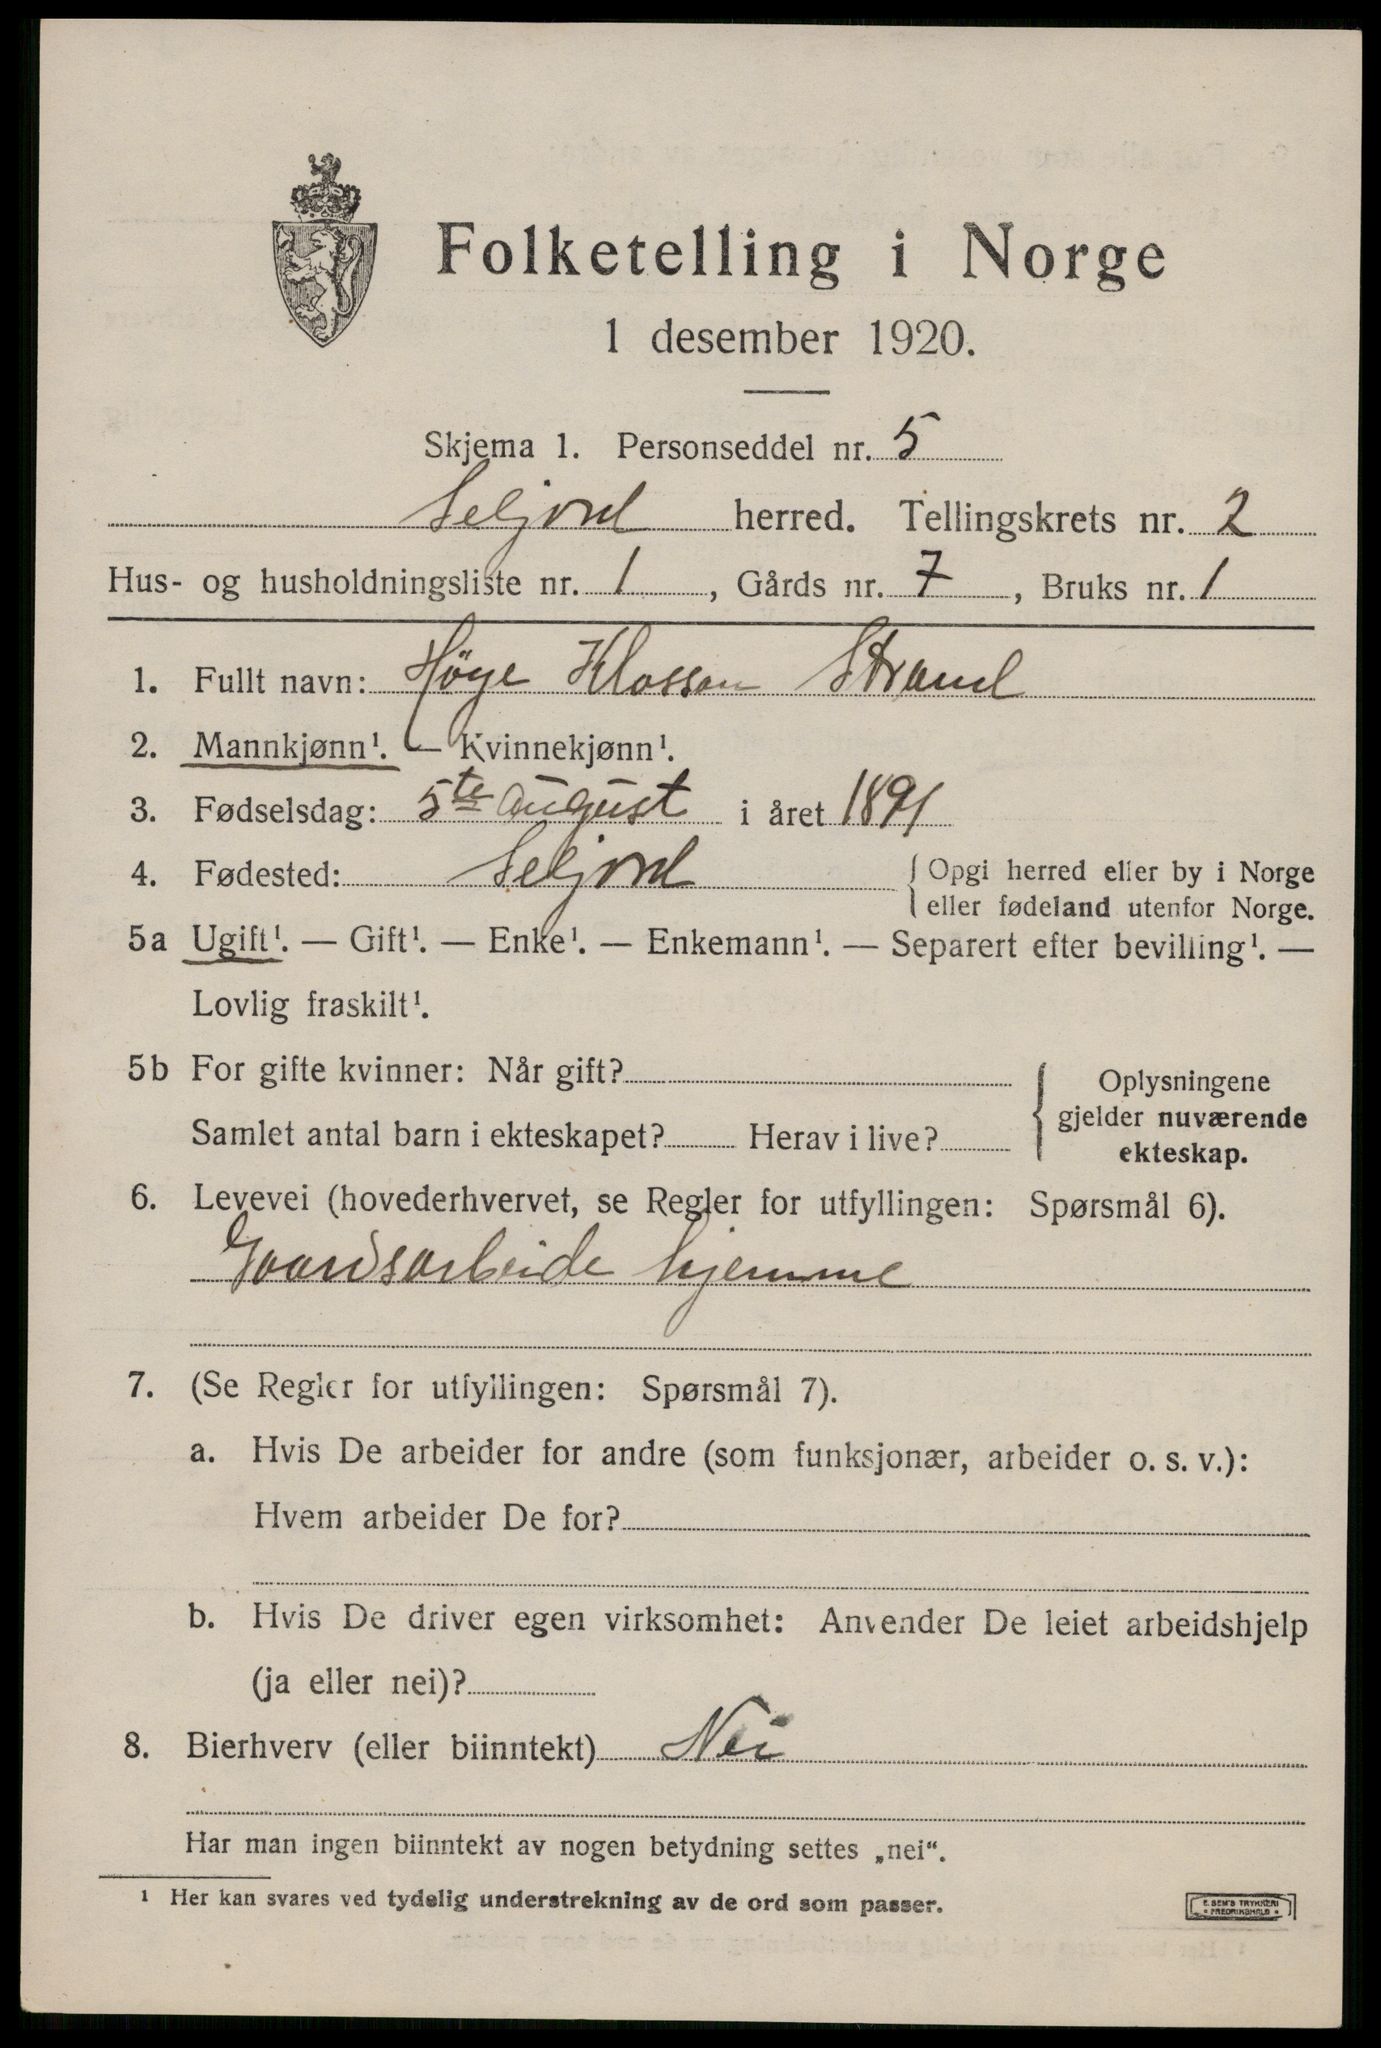 Folketelling i Norge
1 desember 1920.
Skjema 1. Personseddel nr. 5
Seljord herred. Tellingskrets nr. 2
Hus- og husholdningsliste nr. 1, Gårds nr. 7, Bruks nr. 1
1. Fullt navn: Høye Klossen Strand
2. Mannkjønn¹. — Kvinnekjønn¹.
3. Fødselsdag: 5te august i året 1891
4. Fødested: Seljord {Opgi herred eller by i Norge
eller fødeland utenfor Norge.
5a Ugift¹. — Gift¹. — Enke¹. — Enkemann¹. — Separert efter bevilling¹. —
Lovlig fraskilt¹.
5b For gifte kvinner: Når gift?
Samlet antal barn i ekteskapet? Herav i live?
{Oplysningene
gjelder nuværende
ekteskap.
6. Levevei (hovederhvervet, se Regler for utfyllingen: Spørsmål 6).
Gaardsarbeide hjemme
7. (Se Regler for utfyllingen: Spørsmål 7).
a. Hvis De arbeider for andre (som funksjonær, arbeider o. s. v.):
Hvem arbeider De for?
b. Hvis De driver egen virksomhet: Anvender De leiet arbeidshjelp
(ja eller nei)?
8. Bierhverv (eller biinntekt) Nei
Har man ingen biinntekt av nogen betydning settes „nei“.
¹ Her kan svares ved tydelig understrekning av de ord som passer.
E. SEM'S TRYKKERI
• FREDRIKSHALD •